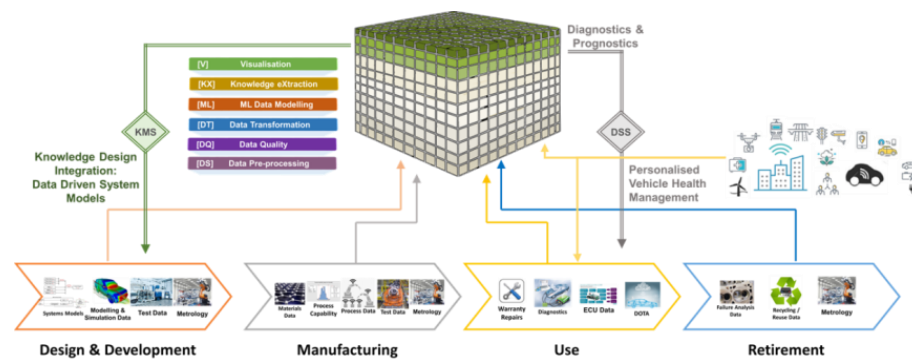 Diagnostics
& Prognostics
[V] Visualisation
[KX] Knowledge eXtraction
[ML] ML Data Modelling
[DT] Data Transformation
[DQ] Data Quality
[DS] Data Pre-processing
KMS
DSS
Knowledge Design
Integration:
Data Driven System
Models
Personalised
Vehicle Health
Management
Systems Models
Modelling &
Simulation Data
Test Data
Metrology
Materials
Data
Process
Capability
Process Data
Test Data
Metrology
Warranty
Repairs
Diagnostics
ECU Data
DOTA
Failure Analysis
Data
Recycling /
Reuse Data
Metrology
Design & Development
Manufacturing
Use
Retirement